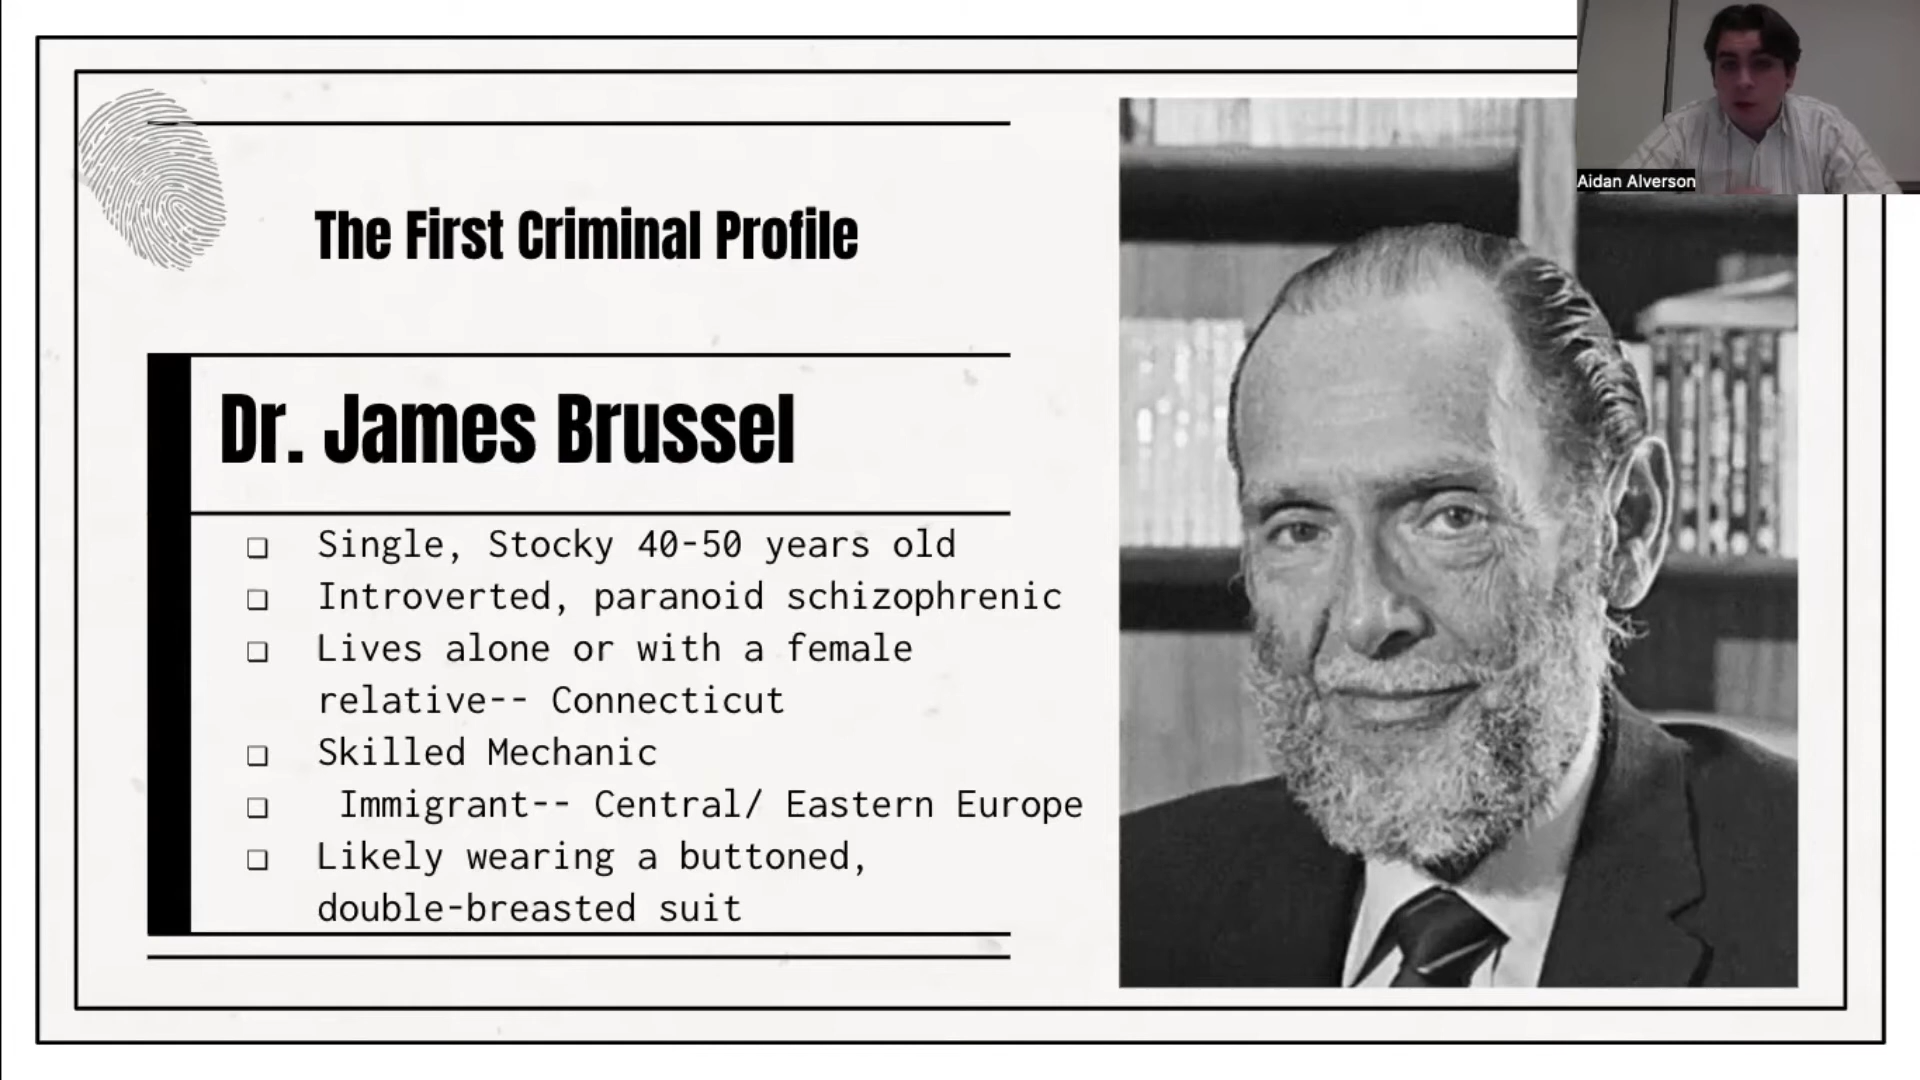 Aidan Alverson
The First Criminal Profile
Dr. James Brussel
❏ Single, Stocky 40-50 years old
❏ Introverted, paranoid schizophrenic
❏ Lives alone or with a female
relative-- Connecticut
❏ Skilled Mechanic
❏ Immigrant-- Central/ Eastern Europe
❏ Likely wearing a buttoned,
double-breasted suit